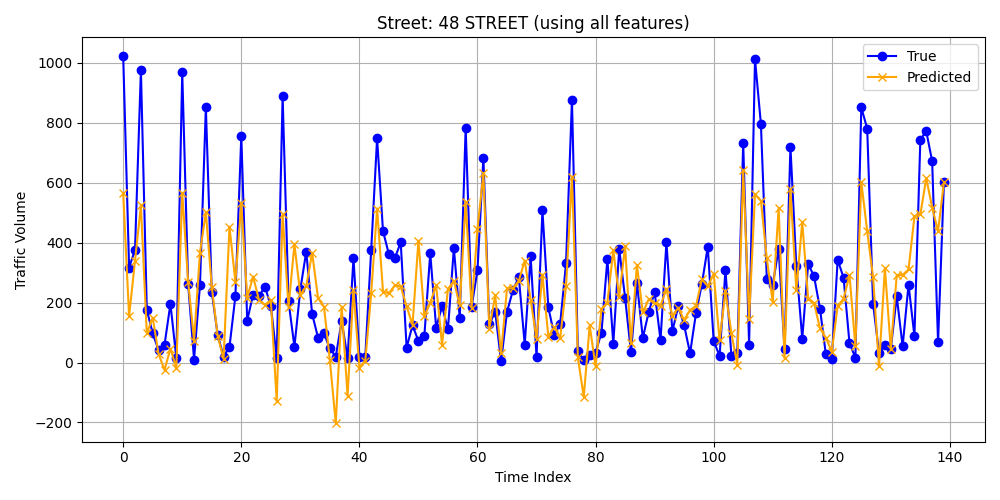 Street: 48 STREET (using all features)
True
Predicted
Traffic Volume
1000
800
600
400
200
0
−200
0 20 40 60 80 100 120 140
Time Index